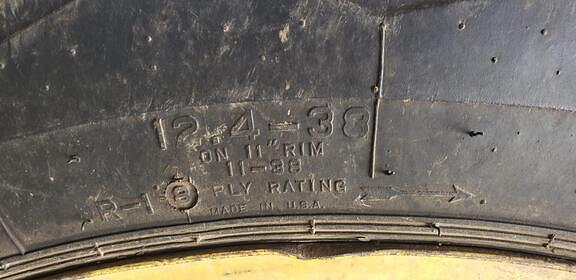 12.4-38
ON 11" RIM
11-38
R-1 6 PLY RATING
MADE IN U.S.A.